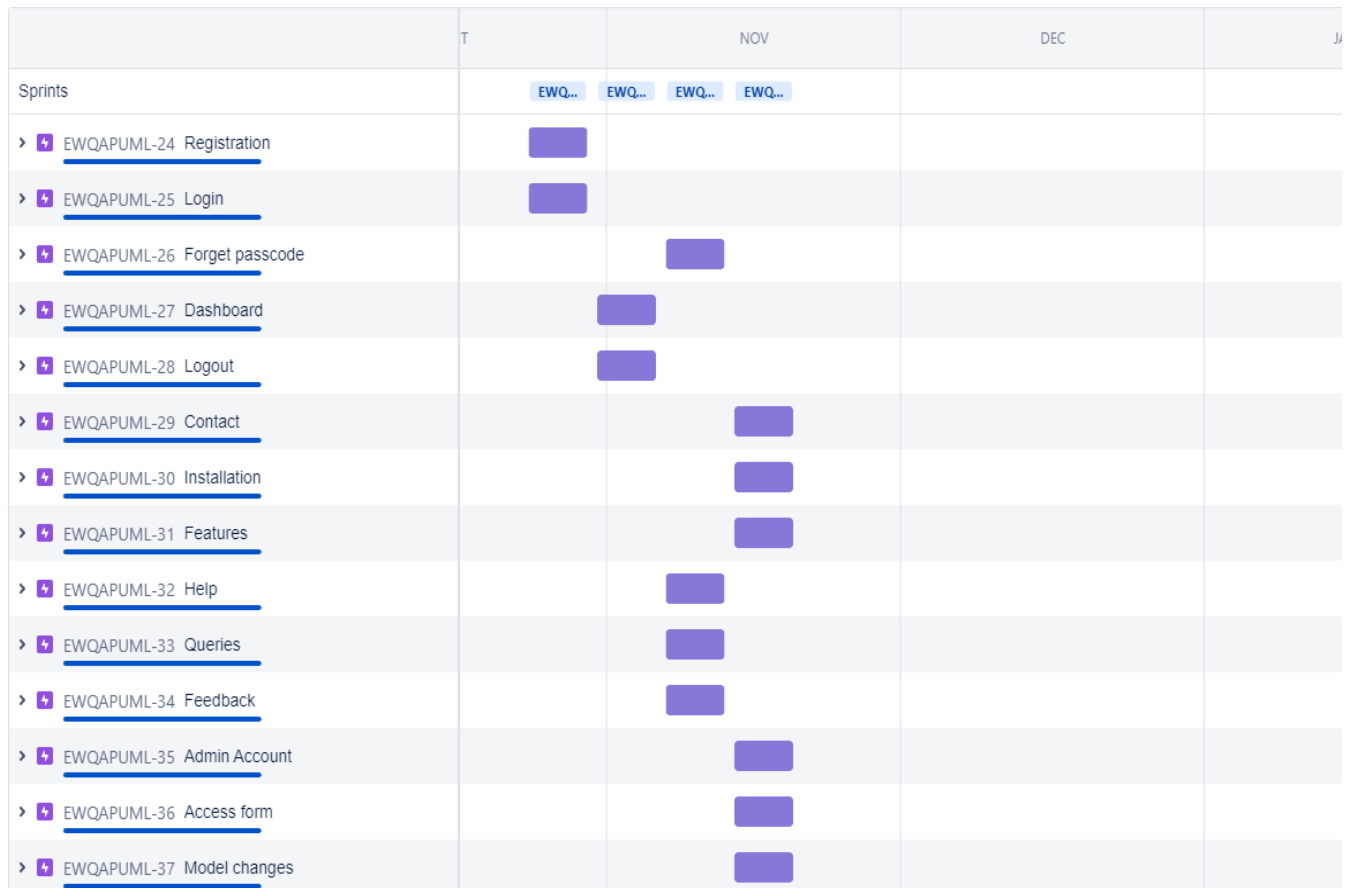 T NOV DEC JA
Sprints EWQ... EWQ... EWQ... EWQ...
EWQAPUML-24 Registration
EWQAPUML-25 Login
EWQAPUML-26 Forget passcode
EWQAPUML-27 Dashboard
EWQAPUML-28 Logout
EWQAPUML-29 Contact
EWQAPUML-30 Installation
EWQAPUML-31 Features
EWQAPUML-32 Help
EWQAPUML-33 Queries
EWQAPUML-34 Feedback
EWQAPUML-35 Admin Account
EWQAPUML-36 Access form
EWQAPUML-37 Model changes